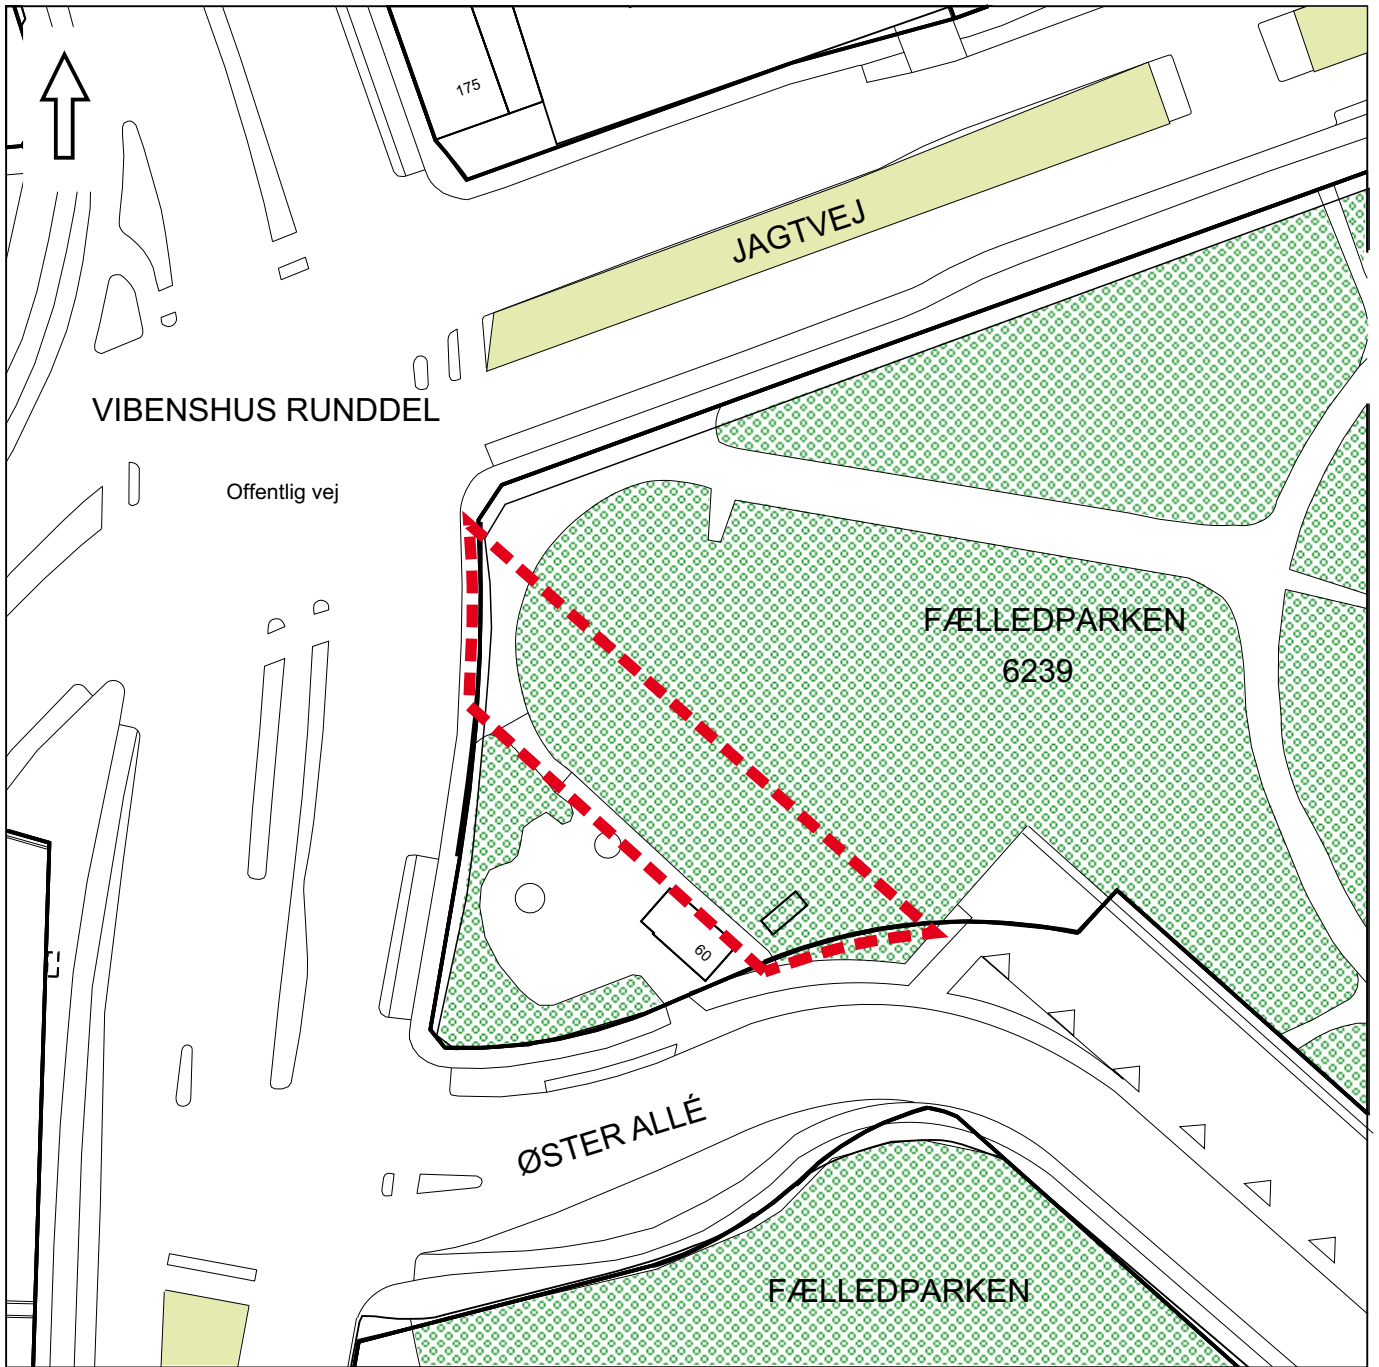 175
JAGTVEJ
VIBENSHUS RUNDDEL
Offentlig vej
FÆLLEDPARKEN
6239
60
ØSTER ALLÉ
FÆLLEDPARKEN